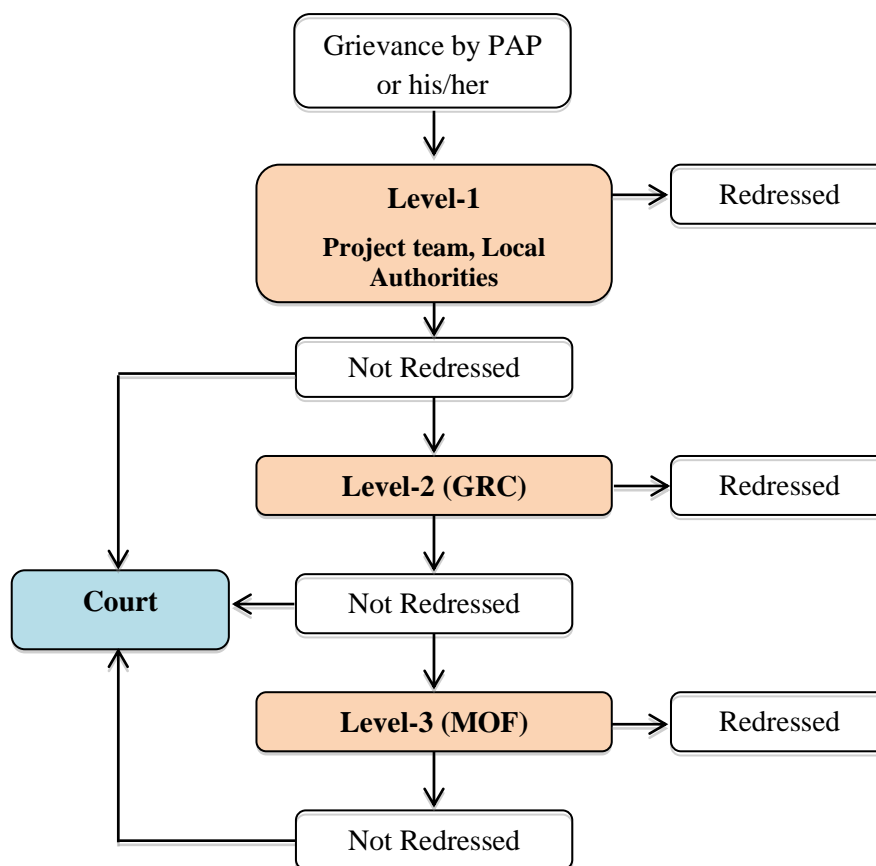 Grievance by PAP
or his/her
Level-1
Redressed
Project team, Local
Authorities
Not Redressed
Level-2 (GRC)
Redressed
Court
Not Redressed
Level-3 (MOF)
Redressed
Not Redressed